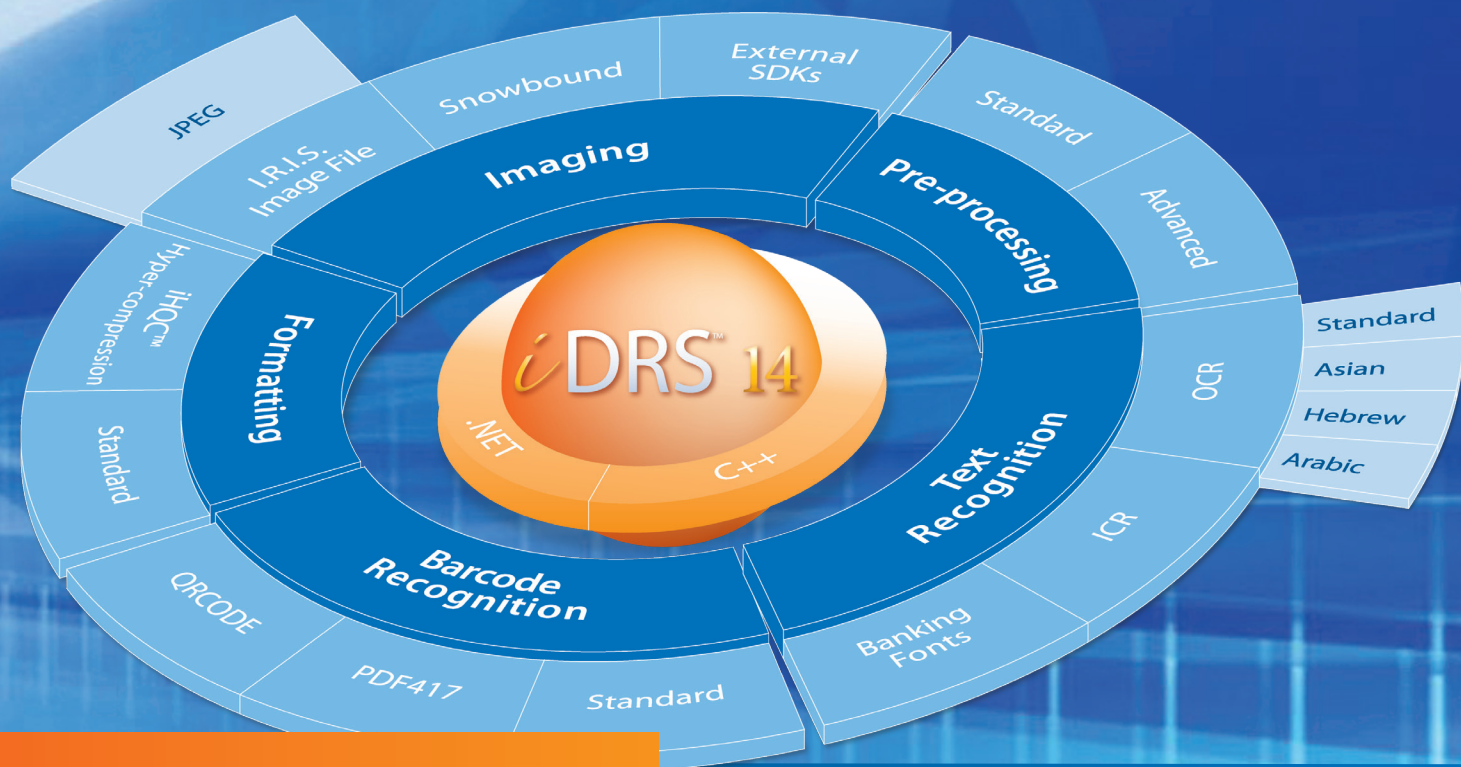 JPEG
I.R.I.S.
Image File
Snowbound
External
SDKs
Imaging
Standard
Advanced
Pre-processing
OCR
Standard
Asian
Hebrew
Arabic
ICR
Banking
Fonts
Text
Recognition
Standard
PDF417
QRCODE
Barcode
Recognition
Standard
iHQC™
Hyper-compression
Formatting
iDRS™ 14
.NET
C++